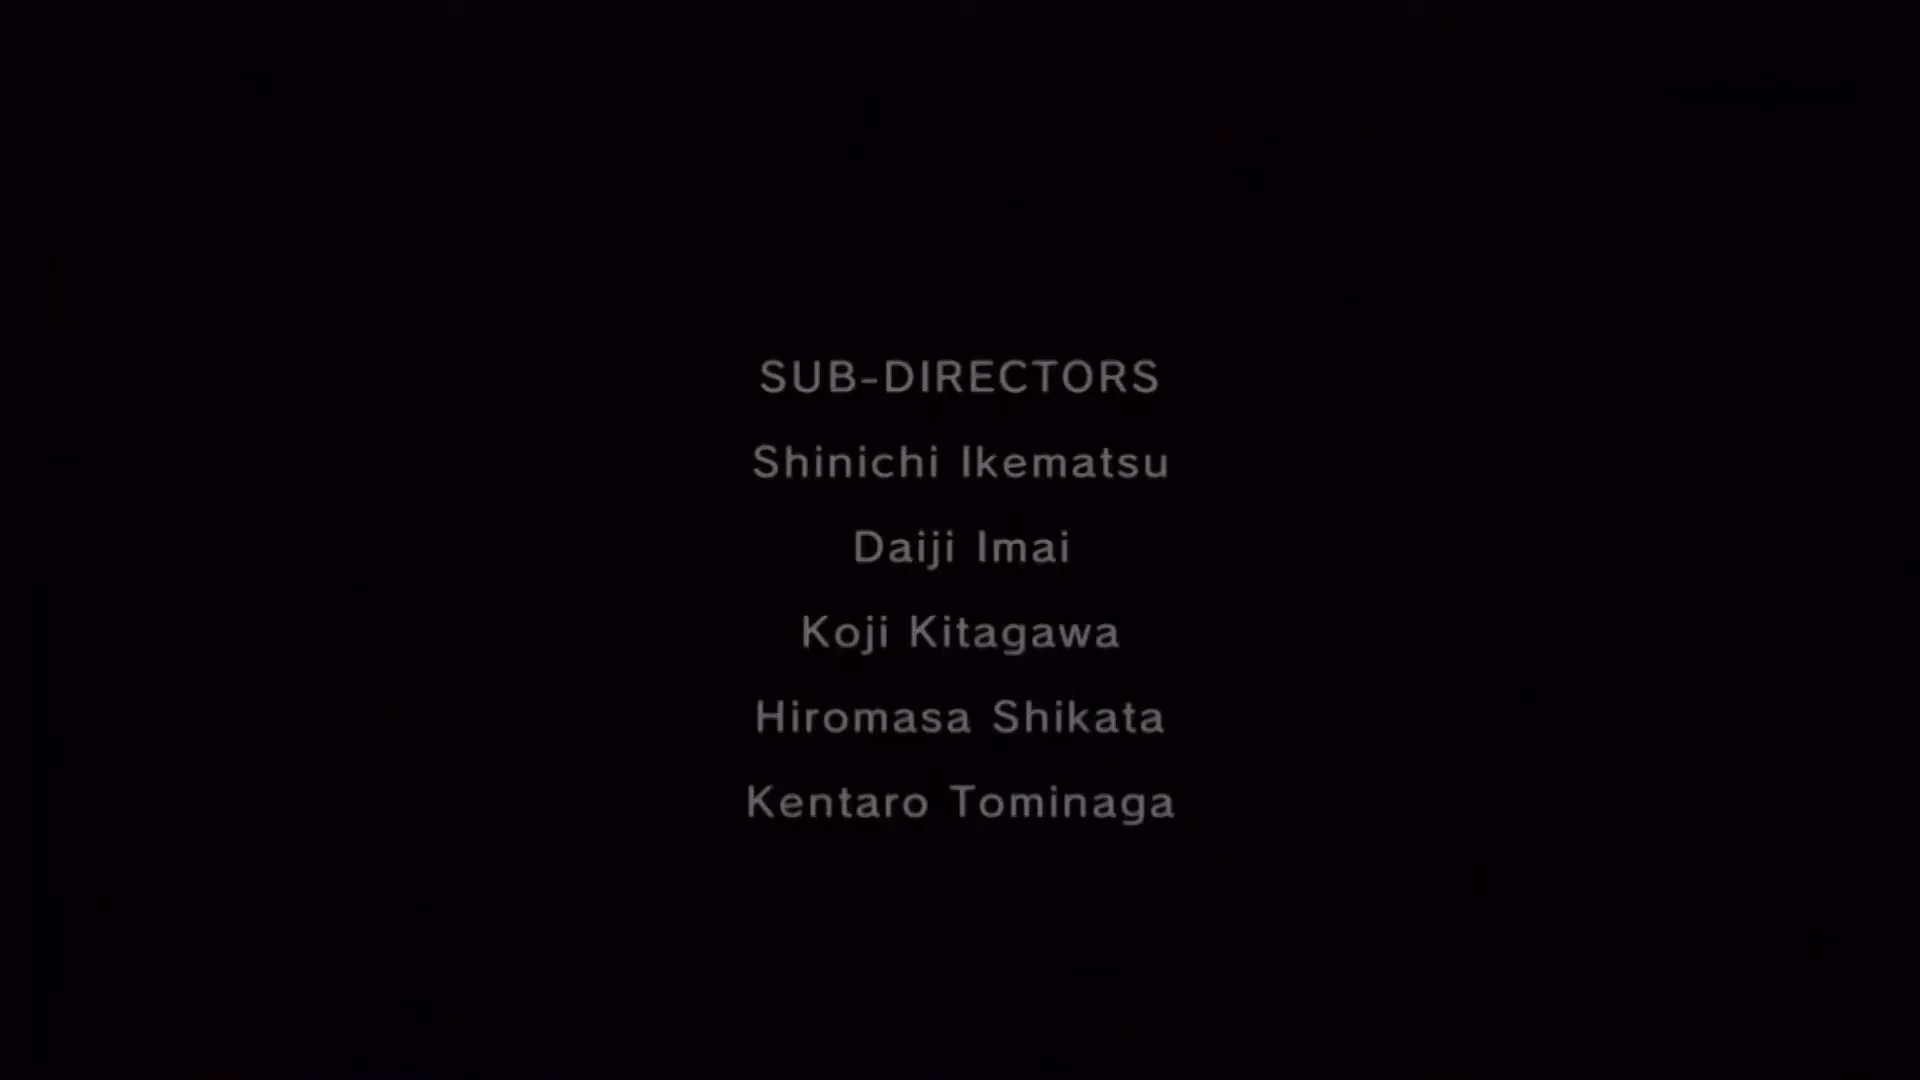 SUB-DIRECTORS
Shinichi Ikematsu
Daiji Imai
Koji Kitagawa
Hiromasa Shikata
Kentaro Tominaga